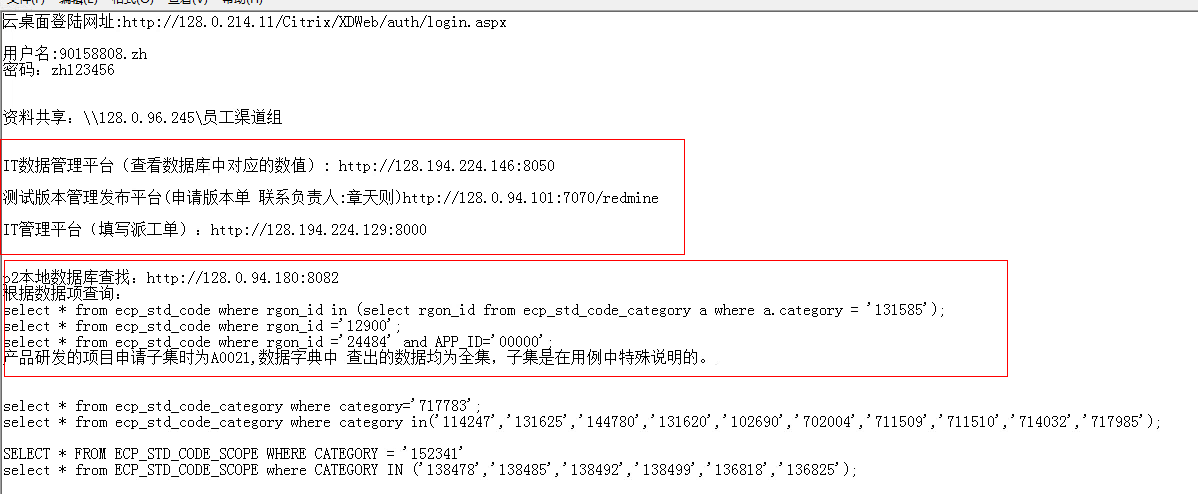 云桌面登陆网址:http://128.0.214.11/Citrix/XDWeb/auth/login.aspx
用户名:90158808.zh
密码：zh123456
资料共享：\\128.0.96.245\员工渠道组
IT数据管理平台（查看数据库中对应的数值）：http://128.194.224.146:8050
测试版本管理发布平台(申请版本单 联系负责人:章天则)http://128.0.94.101:7070/redmine
IT管理平台（填写派工单）：http://128.194.224.129:8000
p2本地数据库查找：http://128.0.94.180:8082
根据数据项查询：
select * from ecp_std_code where rgon_id in (select rgon_id from ecp_std_code_category a where a.category = '131585');
select * from ecp_std_code where rgon_id ='12900';
select * from ecp_std_code where rgon_id ='24484' and APP_ID='00000';
产品研发的项目申请子集时为A0021,数据字典中 查出的数据均为全集，子集是在用例中特殊说明的。
select * from ecp_std_code_category where category='717783';
select * from ecp_std_code_category where category in('114247','131625','144780','131620','102690','702004','711509','711510','714032','717985');
SELECT * FROM ECP_STD_CODE_SCOPE WHERE CATEGORY = '152341'
select * from ECP_STD_CODE_SCOPE where CATEGORY IN ('138478','138485','138492','138499','136818','136825');